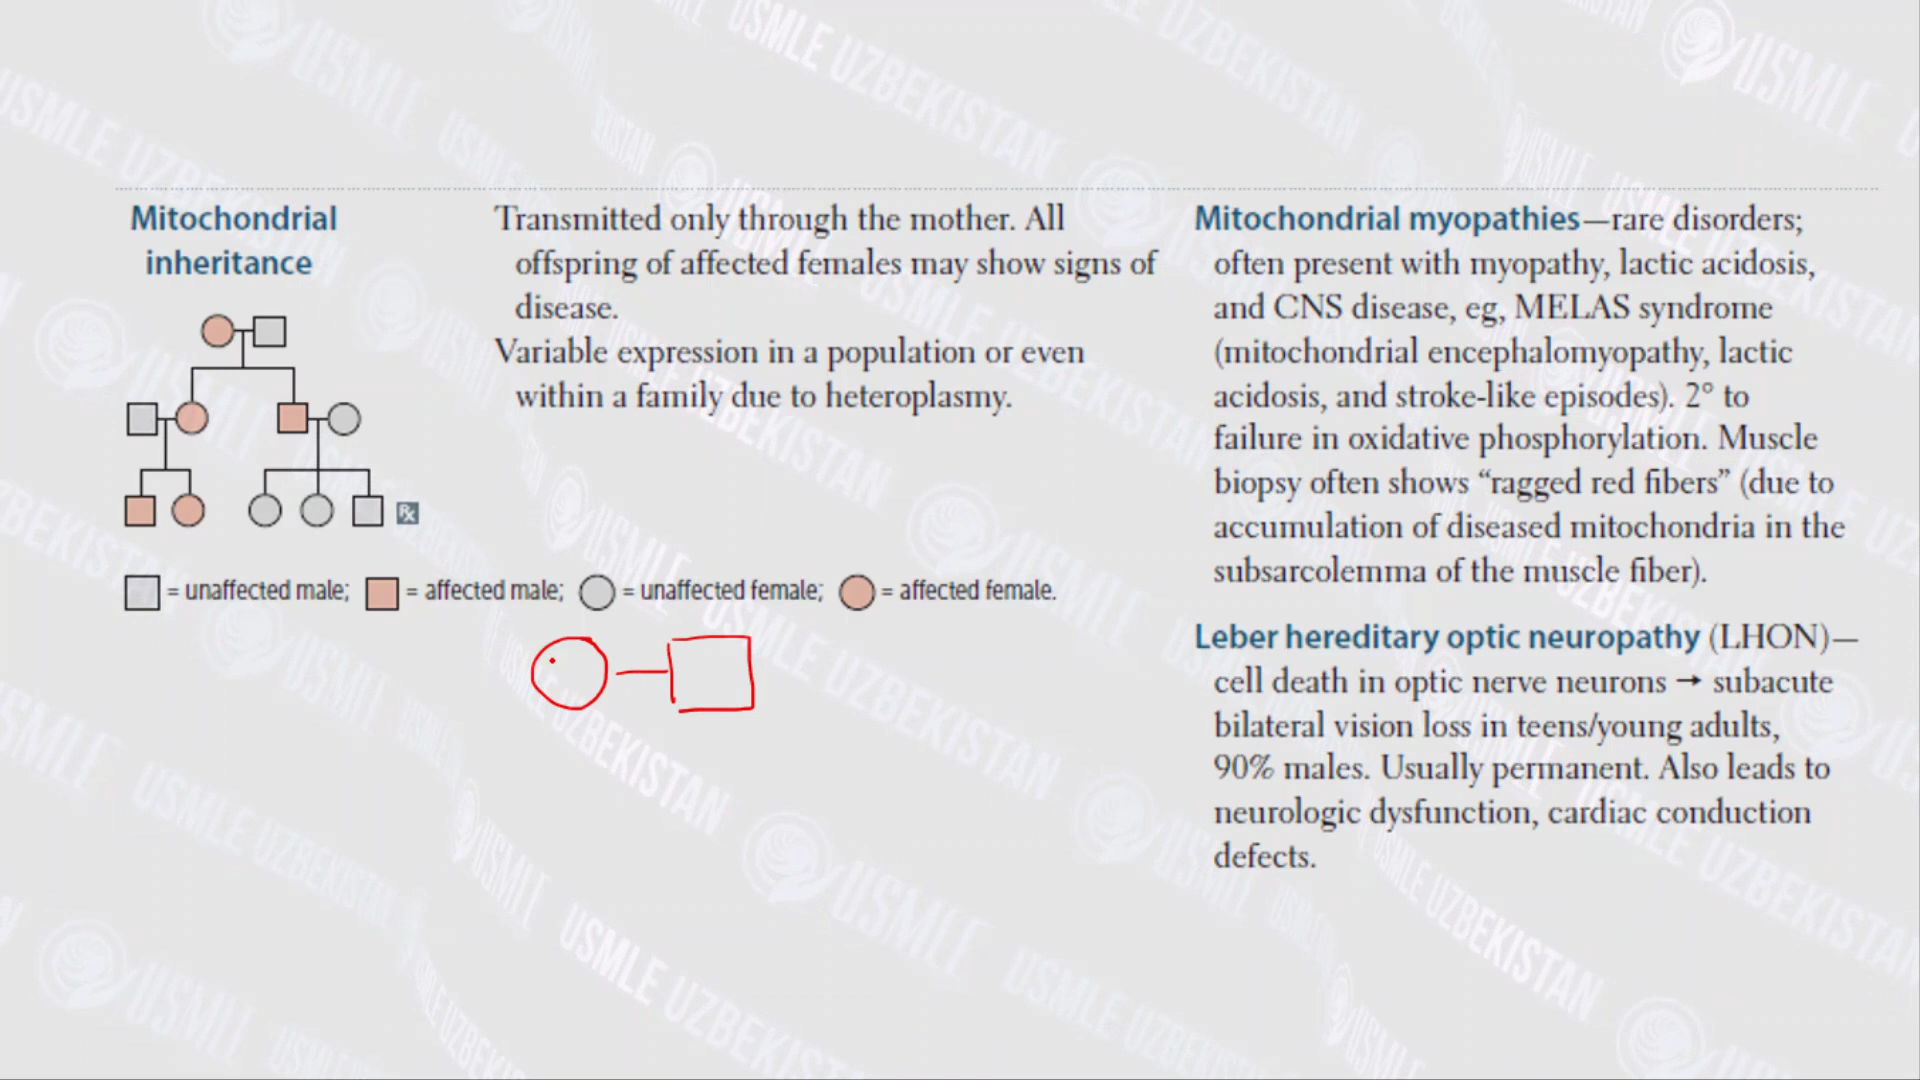 Mitochondrial
inheritance
Transmitted only through the mother. All
offspring of affected females may show signs of
disease.
Variable expression in a population or even
within a family due to heteroplasmy.
Rx
= unaffected male; = affected male; = unaffected female; = affected female.
Mitochondrial myopathies—rare disorders;
often present with myopathy, lactic acidosis,
and CNS disease, eg, MELAS syndrome
(mitochondrial encephalomyopathy, lactic
acidosis, and stroke-like episodes). 2° to
failure in oxidative phosphorylation. Muscle
biopsy often shows “ragged red fibers” (due to
accumulation of diseased mitochondria in the
subsarcolemma of the muscle fiber).
Leber hereditary optic neuropathy (LHON)—
cell death in optic nerve neurons → subacute
bilateral vision loss in teens/young adults,
90% males. Usually permanent. Also leads to
neurologic dysfunction, cardiac conduction
defects.
USMLE UZBEKISTAN